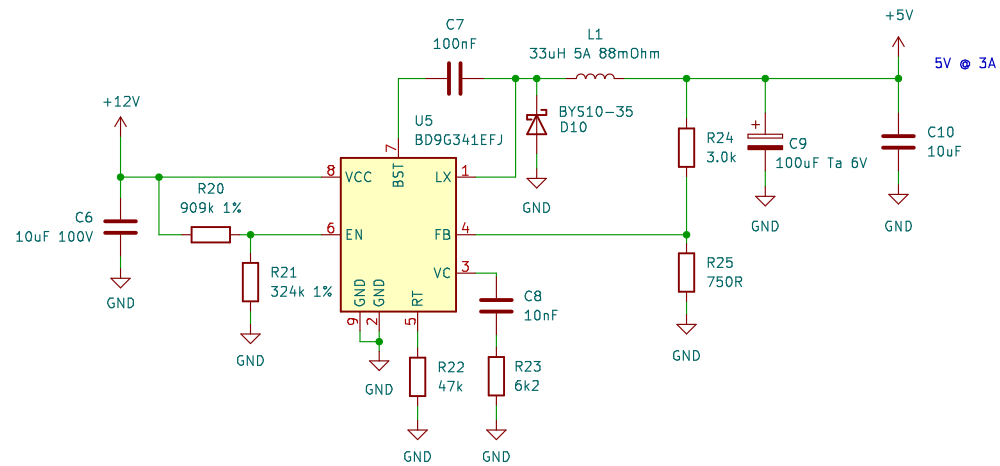 +5V
C7
100nF
L1
33uH 5A 88mOhm
5V @ 3A
+12V
BYS10-35
D10
U5
BD9G341EFJ
7
BST
R24
3.0k
+
C9
100uF Ta 6V
C10
10uF
8
VCC
LX
1
R20
909k 1%
GND
C6
10uF 100V
6
EN
FB
4
GND
GND
VC
3
R21
324k 1%
R25
750R
GND
GND
GND
RT
C8
10nF
GND
9
2
5
GND
GND
GND
R22
47k
R23
6k2
GND
GND